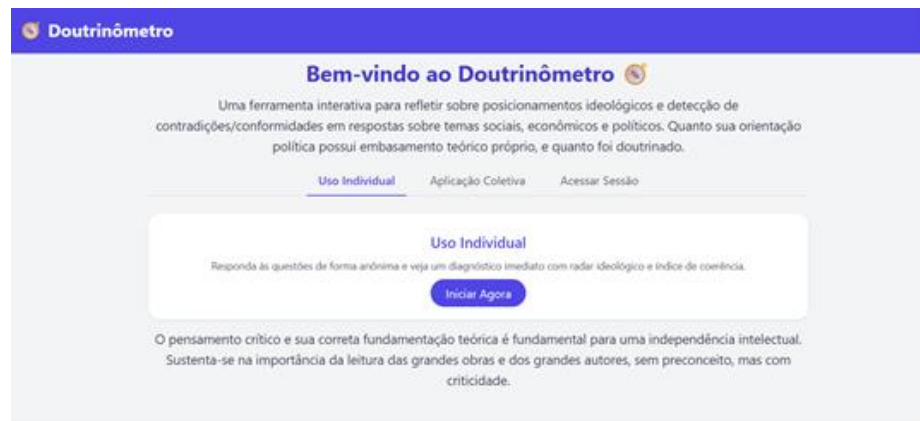 Doutrinômetro
Bem-vindo ao Doutrinômetro
Uma ferramenta interativa para refletir sobre posicionamentos ideológicos e detecção de
contradições/conformidades em respostas sobre temas sociais, econômicos e políticos. Quanto sua orientação
política possui embasamento teórico próprio, e quanto foi doutrinado.
Uso Individual Aplicação Coletiva Acessar Sessão
Uso Individual
Responda às questões de forma anônima e veja um diagnóstico imediato com radar ideológico e índice de coerência.
Iniciar Agora
O pensamento crítico e sua correta fundamentação teórica é fundamental para uma independência intelectual.
Sustenta-se na importância da leitura das grandes obras e dos grandes autores, sem preconceito, mas com
criticidade.